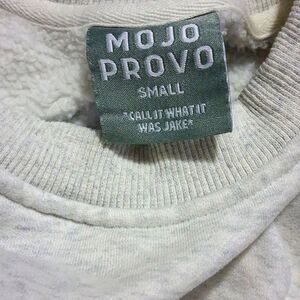 MOJO
PROVO
SMALL
"CALL IT WHAT IT
WAS JAKE"